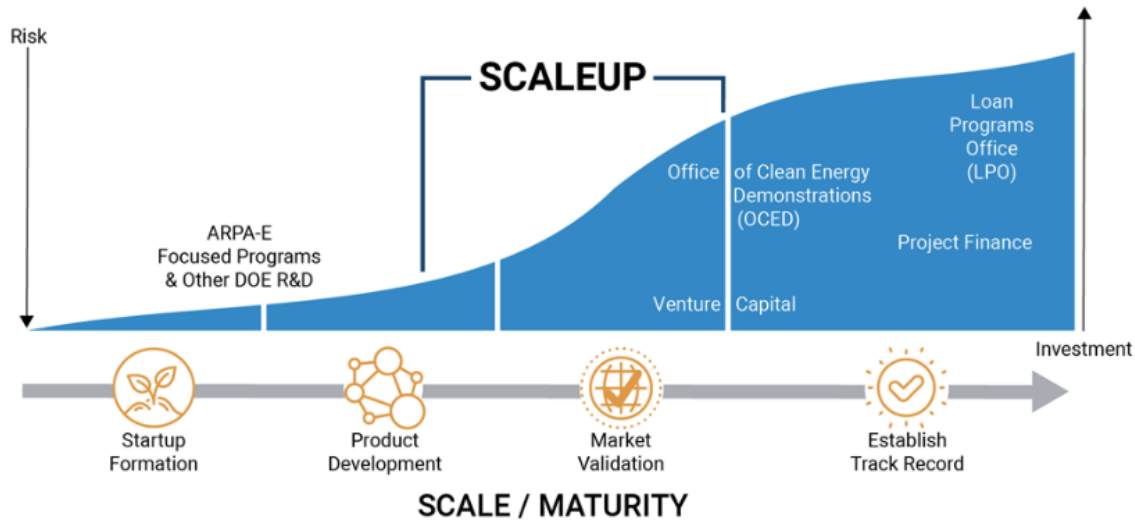 Risk
SCALEUP
Loan
Programs
Office
(LPO)
Office of Clean Energy
Demonstrations
(OCED)
ARPA-E
Focused Programs
& Other DOE R&D
Project Finance
Venture Capital
Investment
Startup
Formation
Product
Development
Market
Validation
Establish
Track Record
SCALE / MATURITY